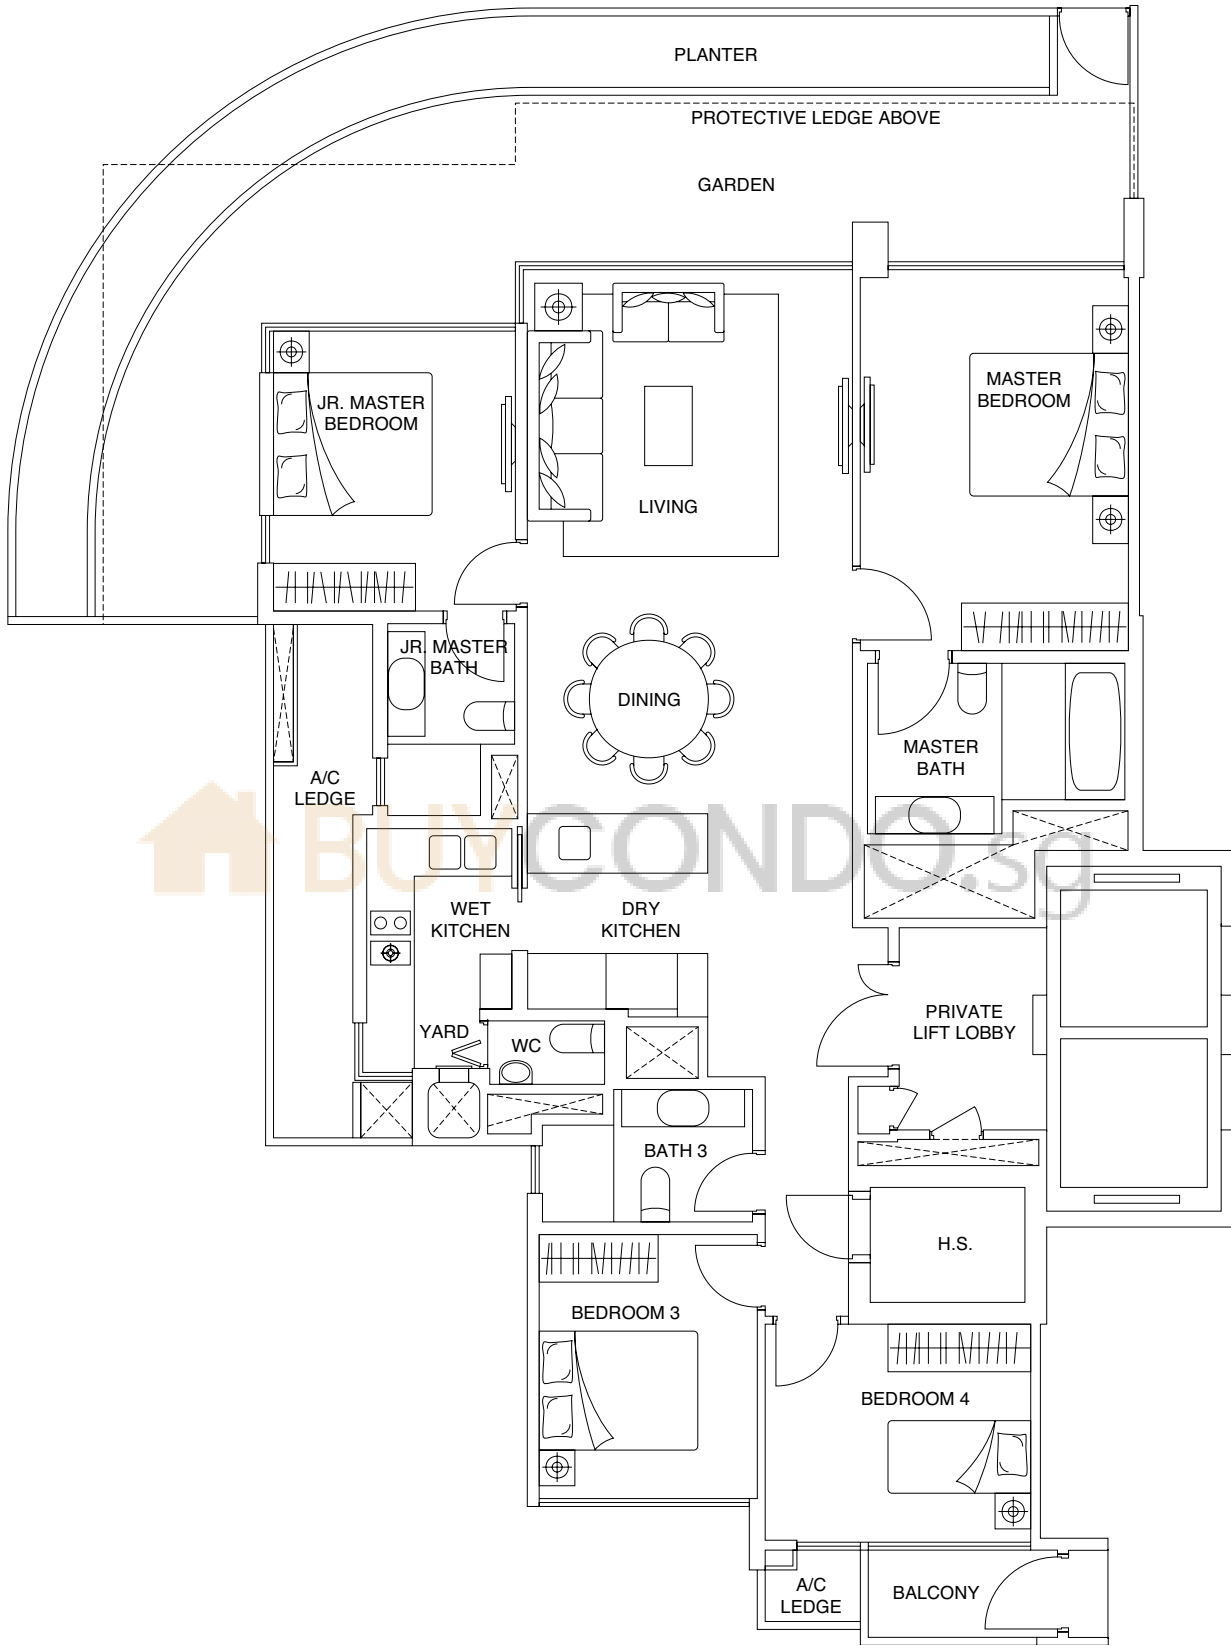 PLANTER
PROTECTIVE LEDGE ABOVE
GARDEN
JR. MASTER
BEDROOM
MASTER
BEDROOM
LIVING
JR. MASTER
BATH
DINING
MASTER
BATH
A/C
LEDGE
BUYCONDO.sg
WET
KITCHEN
DRY
KITCHEN
YARD
WC
PRIVATE
LIFT LOBBY
BATH 3
H.S.
BEDROOM 3
BEDROOM 4
A/C
LEDGE
BALCONY